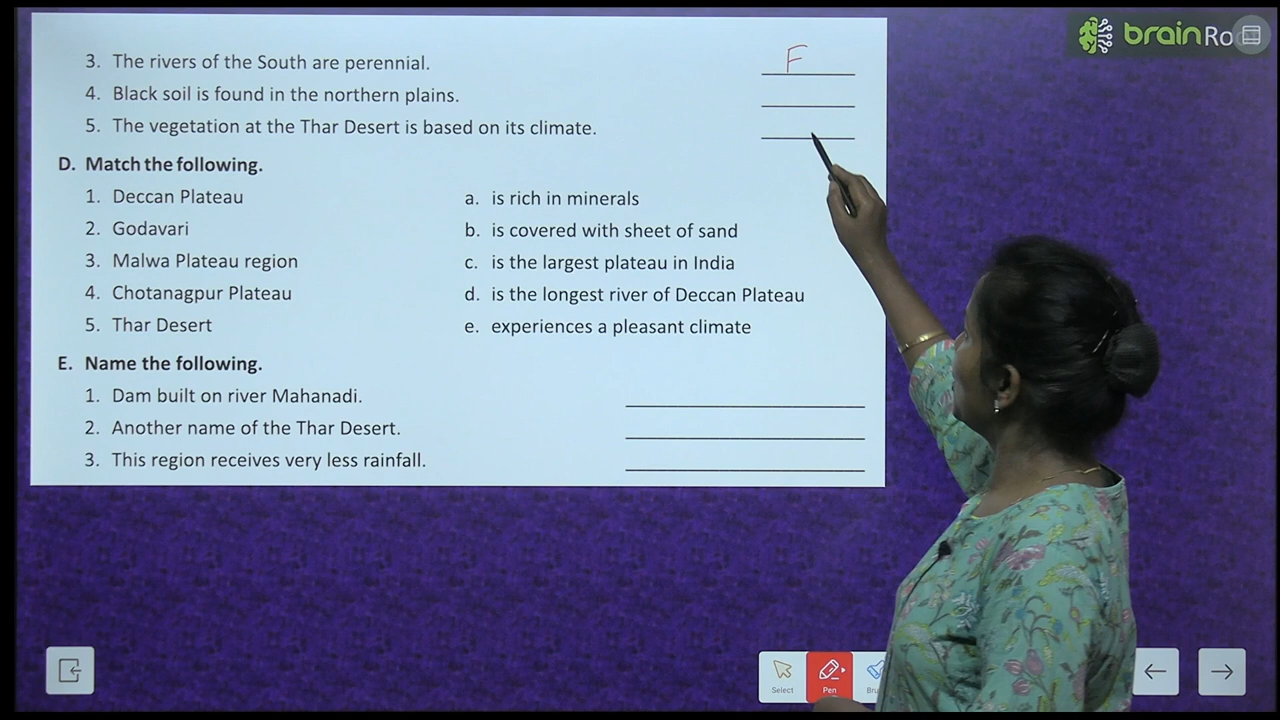 brainRo
3. The rivers of the South are perennial. F
4. Black soil is found in the northern plains.
5. The vegetation at the Thar Desert is based on its climate.
D. Match the following.
1. Deccan Plateau a. is rich in minerals
2. Godavari b. is covered with sheet of sand
3. Malwa Plateau region c. is the largest plateau in India
4. Chotanagpur Plateau d. is the longest river of Deccan Plateau
5. Thar Desert e. experiences a pleasant climate
E. Name the following.
1. Dam built on river Mahanadi.
2. Another name of the Thar Desert.
3. This region receives very less rainfall.
Select Pen Bru